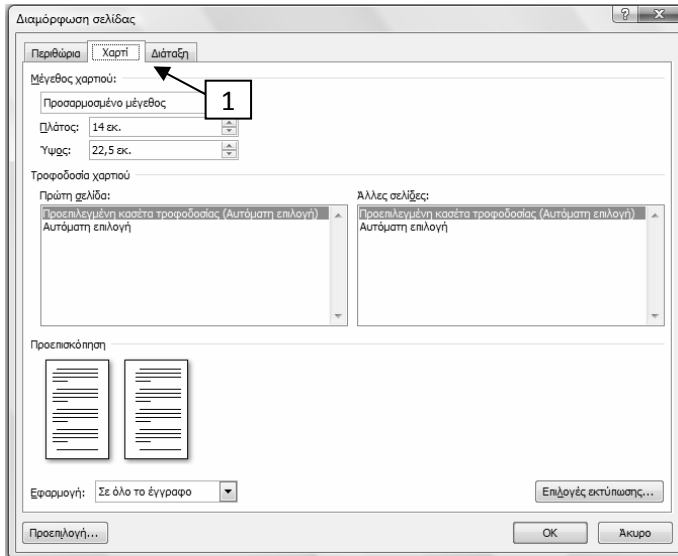 Διαμόρφωση σελίδας
Περιθώρια Χαρτί Διάταξη
Μέγεθος χαρτιού:
Προσαρμοσμένο μέγεθος
1
Πλάτος: 14 εκ.
Ύψος: 22,5 εκ.
Τροφοδοσία χαρτιού
Πρώτη σελίδα: Άλλες σελίδες:
Προεπιλεγμένη κασέτα τροφοδοσίας (Αυτόματη επιλογή) Προεπιλεγμένη κασέτα τροφοδοσίας (Αυτόματη επιλογή)
Αυτόματη επιλογή Αυτόματη επιλογή
Προεπισκόπηση
Εφαρμογή: Σε όλο το έγγραφο Επιλογές εκτύπωσης...
Προεπιλογή... OK Άκυρο